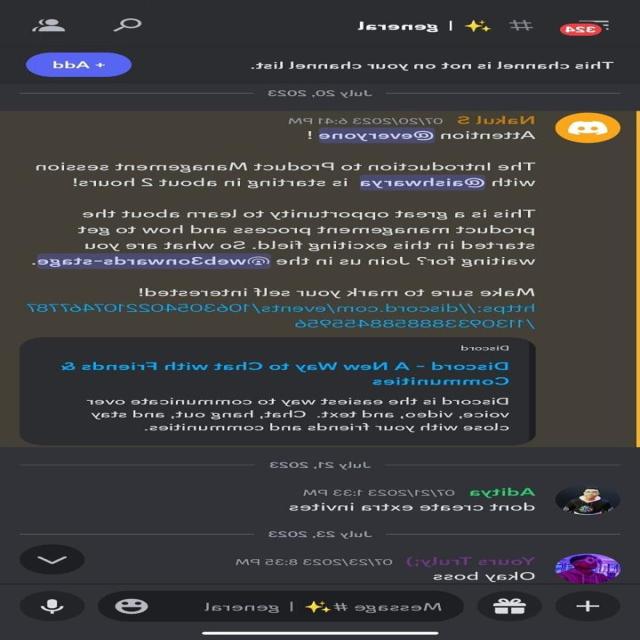 324
# ✨ | general
This channel is not on your channel list.
+ Add
July 20, 2023
Nakul S 07/20/2023 6:41 PM
Attention @everyone !
The Introduction to Product Management session
with @aishwarya is starting in about 2 hours!
This is a great opportunity to learn about the
product management process and how to get
started in this exciting field. So what are you
waiting for? Join us in the @web3onwards-stage.
Make sure to mark your self interested!
https://discord.com/events/1063054022107467787
/1130933888588455956
Discord
Discord - A New Way to Chat with Friends &
Communities
Discord is the easiest way to communicate over
voice, video, and text. Chat, hang out, and stay
close with your friends and communities.
July 21, 2023
Aditya 07/21/2023 1:33 PM
dont create extra invites
July 23, 2023
Yours Truly;) 07/23/2023 8:35 PM
Okay boss
Message #✨ | general